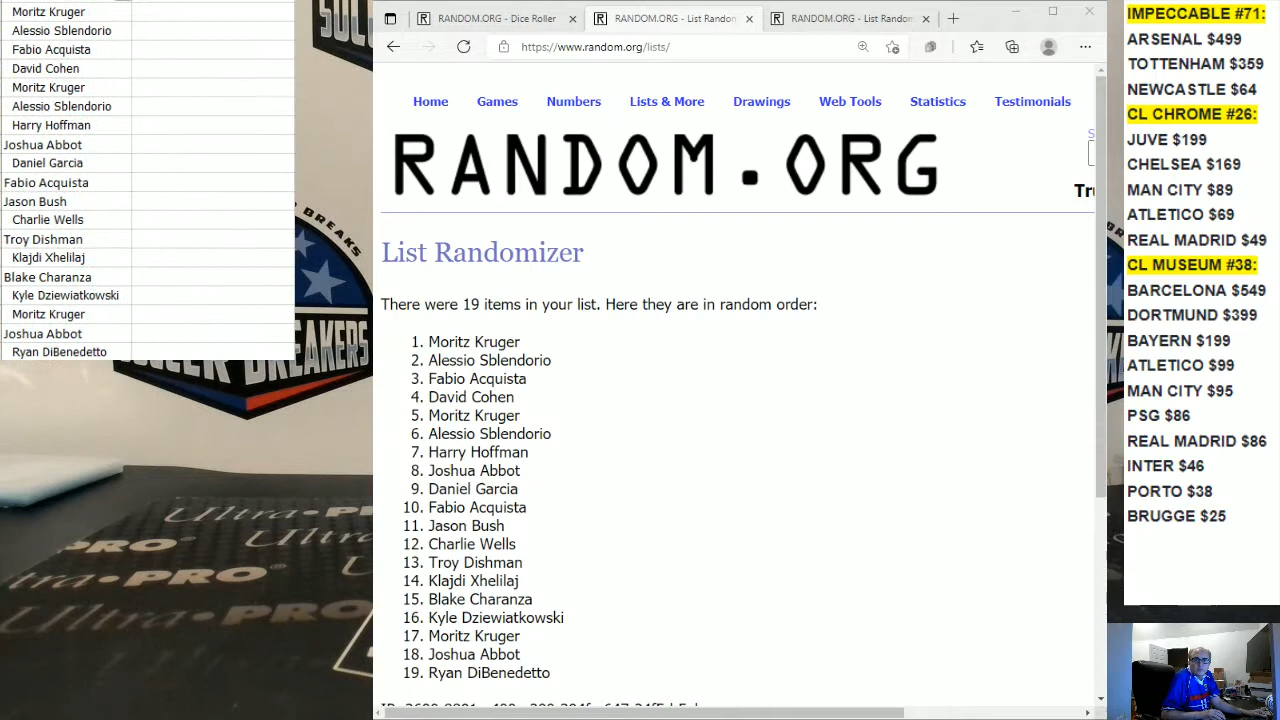 Moritz Kruger
Alessio Sblendorio
Fabio Acquista
David Cohen
Moritz Kruger
Alessio Sblendorio
Harry Hoffman
Joshua Abbot
Daniel Garcia
Fabio Acquista
Jason Bush
Charlie Wells
Troy Dishman
Klajdi Xhelilaj
Blake Charanza
Kyle Dziewiatkowski
Moritz Kruger
Joshua Abbot
Ryan DiBenedetto
BREAKS
SOCCER BREAKERS
Ultra•PRO
Ultra•PRO
RANDOM.ORG - Dice Roller
RANDOM.ORG - List Random
RANDOM.ORG - List Random
https://www.random.org/lists/
Home Games Numbers Lists & More Drawings Web Tools Statistics Testimonials
RANDOM.ORG
List Randomizer
There were 19 items in your list. Here they are in random order:
1. Moritz Kruger
2. Alessio Sblendorio
3. Fabio Acquista
4. David Cohen
5. Moritz Kruger
6. Alessio Sblendorio
7. Harry Hoffman
8. Joshua Abbot
9. Daniel Garcia
10. Fabio Acquista
11. Jason Bush
12. Charlie Wells
13. Troy Dishman
14. Klajdi Xhelilaj
15. Blake Charanza
16. Kyle Dziewiatkowski
17. Moritz Kruger
18. Joshua Abbot
19. Ryan DiBenedetto
IMPECCABLE #71:
ARSENAL $499
TOTTENHAM $359
NEWCASTLE $64
CL CHROME #26:
JUVE $199
CHELSEA $169
MAN CITY $89
ATLETICO $69
REAL MADRID $49
CL MUSEUM #38:
BARCELONA $549
DORTMUND $399
BAYERN $199
ATLETICO $99
MAN CITY $95
PSG $86
REAL MADRID $86
INTER $46
PORTO $38
BRUGGE $25